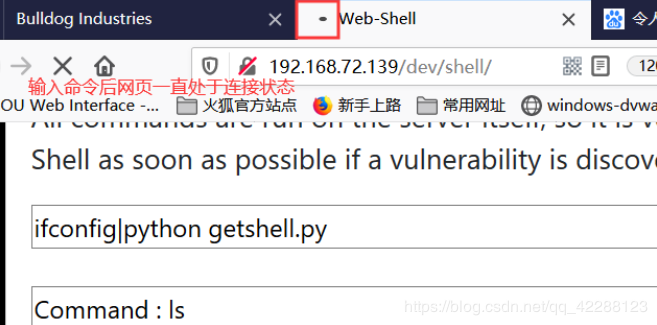 Bulldog Industries
Web-Shell
令人
192.168.72.139/dev/shell/
120
输入命令后网页一直处于连接状态
OU Web Interface -...
火狐官方站点
新手上路
常用网址
windows-dvwa
All commands are run on the server itself, so it is v
Shell as soon as possible if a vulnerability is discove
ifconfig|python getshell.py
Command : ls
https://blog.csdn.net/qq_42288123